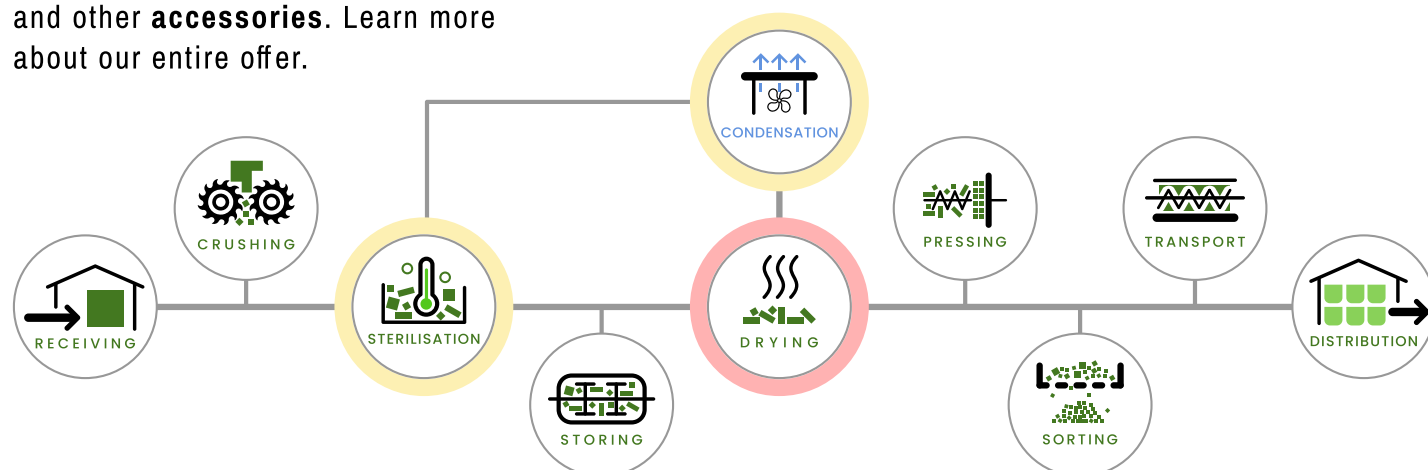 and other accessories. Learn more
about our entire offer.
CONDENSATION
CRUSHING
PRESSING
TRANSPORT
RECEIVING
STERILISATION
DRYING
DISTRIBUTION
STORING
SORTING